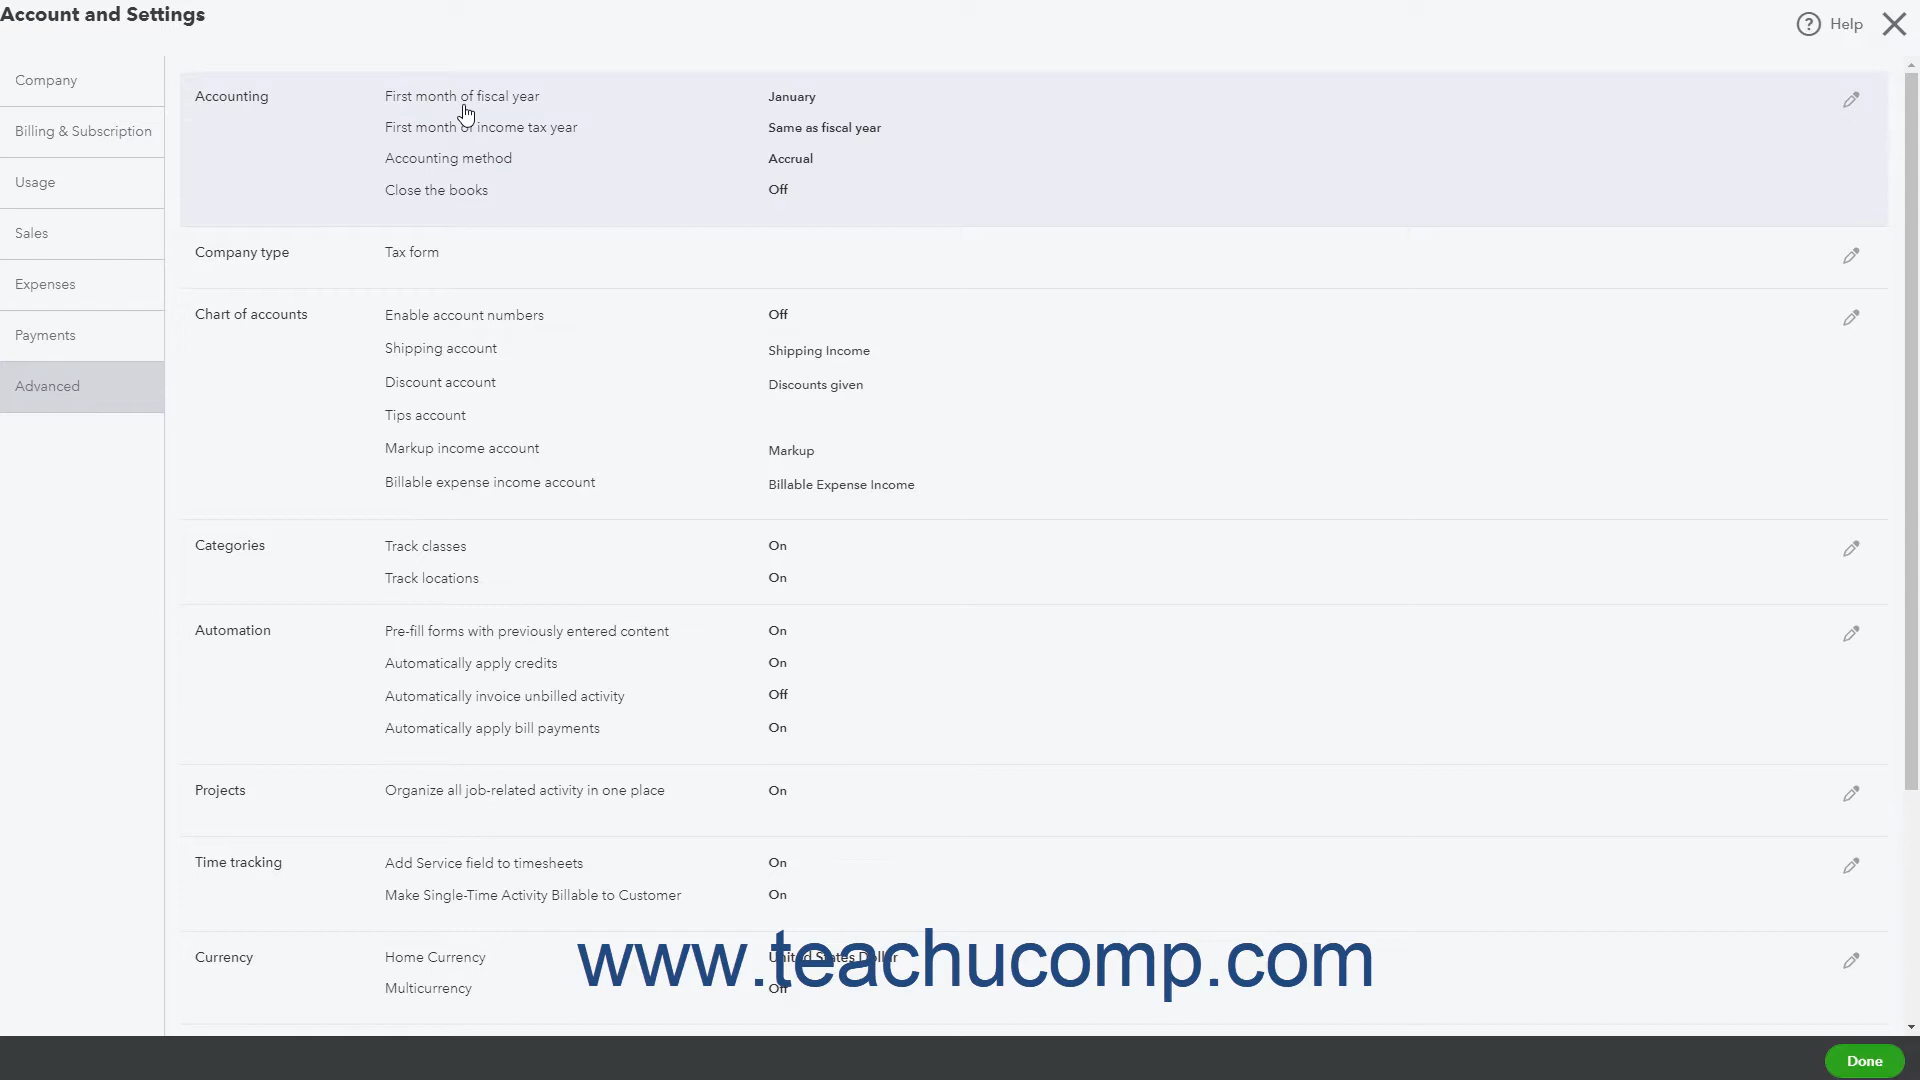 Account and Settings
Help
Company
Billing & Subscription
Usage
Sales
Expenses
Payments
Advanced
Accounting
First month of fiscal year January
First month of income tax year Same as fiscal year
Accounting method Accrual
Close the books Off
Company type
Tax form
Chart of accounts
Enable account numbers Off
Shipping account Shipping Income
Discount account Discounts given
Tips account
Markup income account Markup
Billable expense income account Billable Expense Income
Categories
Track classes On
Track locations On
Automation
Pre-fill forms with previously entered content On
Automatically apply credits On
Automatically invoice unbilled activity Off
Automatically apply bill payments On
Projects
Organize all job-related activity in one place On
Time tracking
Add Service field to timesheets On
Make Single-Time Activity Billable to Customer On
Currency
Home Currency United States Dollar
Multicurrency Off
www.teachucomp.com
Done